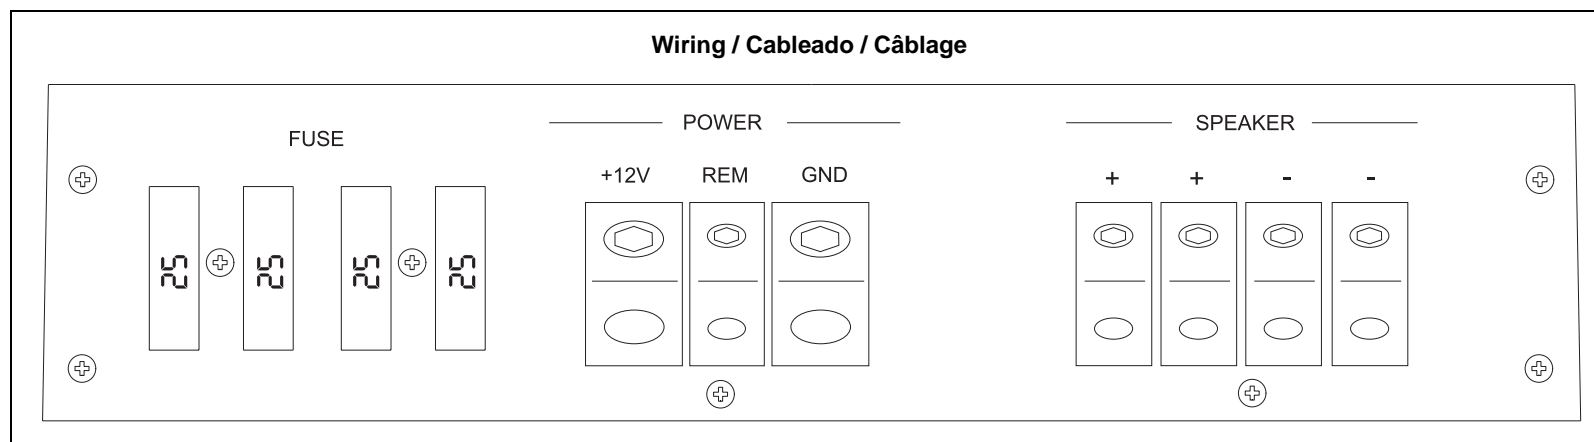 Wiring / Cableado / Câblage
FUSE
25 25 25 25
POWER
+12V REM GND
SPEAKER
+ + - -